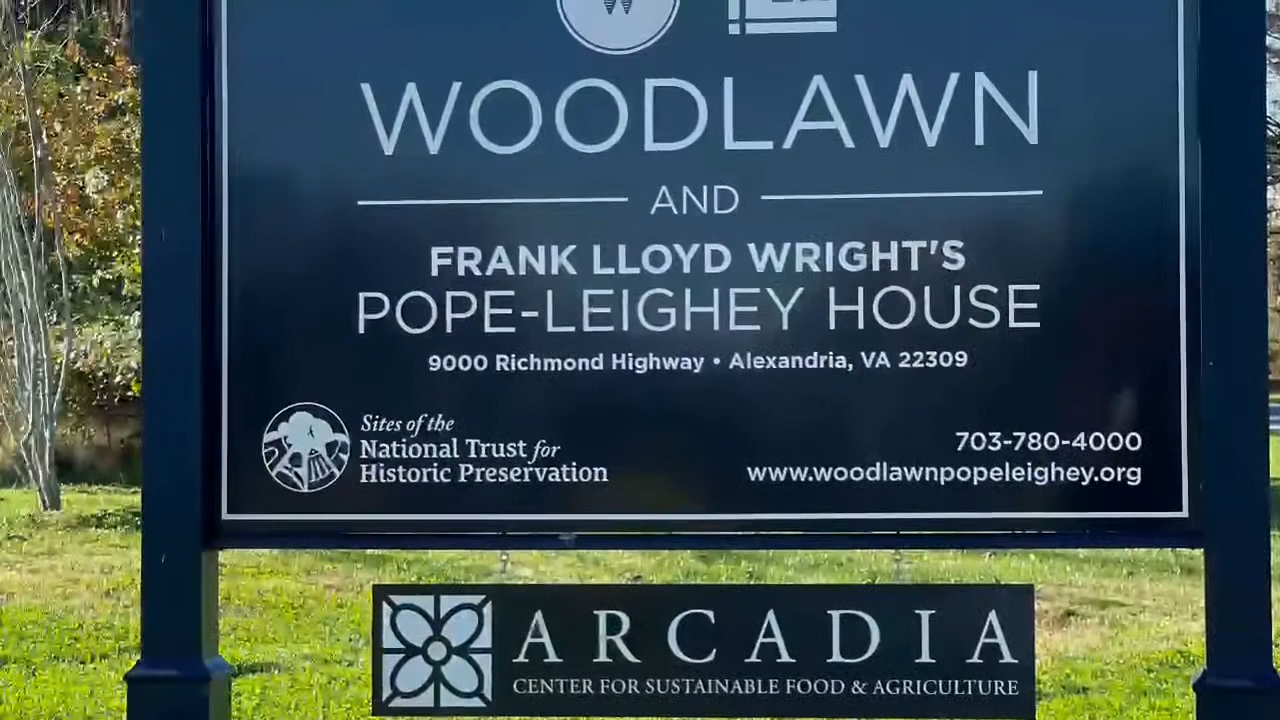 W
WOODLAWN
AND
FRANK LLOYD WRIGHT'S
POPE-LEIGHEY HOUSE
9000 Richmond Highway • Alexandria, VA 22309
Sites of the
National Trust for
Historic Preservation
703-780-4000
www.woodlawnpopeleighey.org
ARCADIA
CENTER FOR SUSTAINABLE FOOD & AGRICULTURE